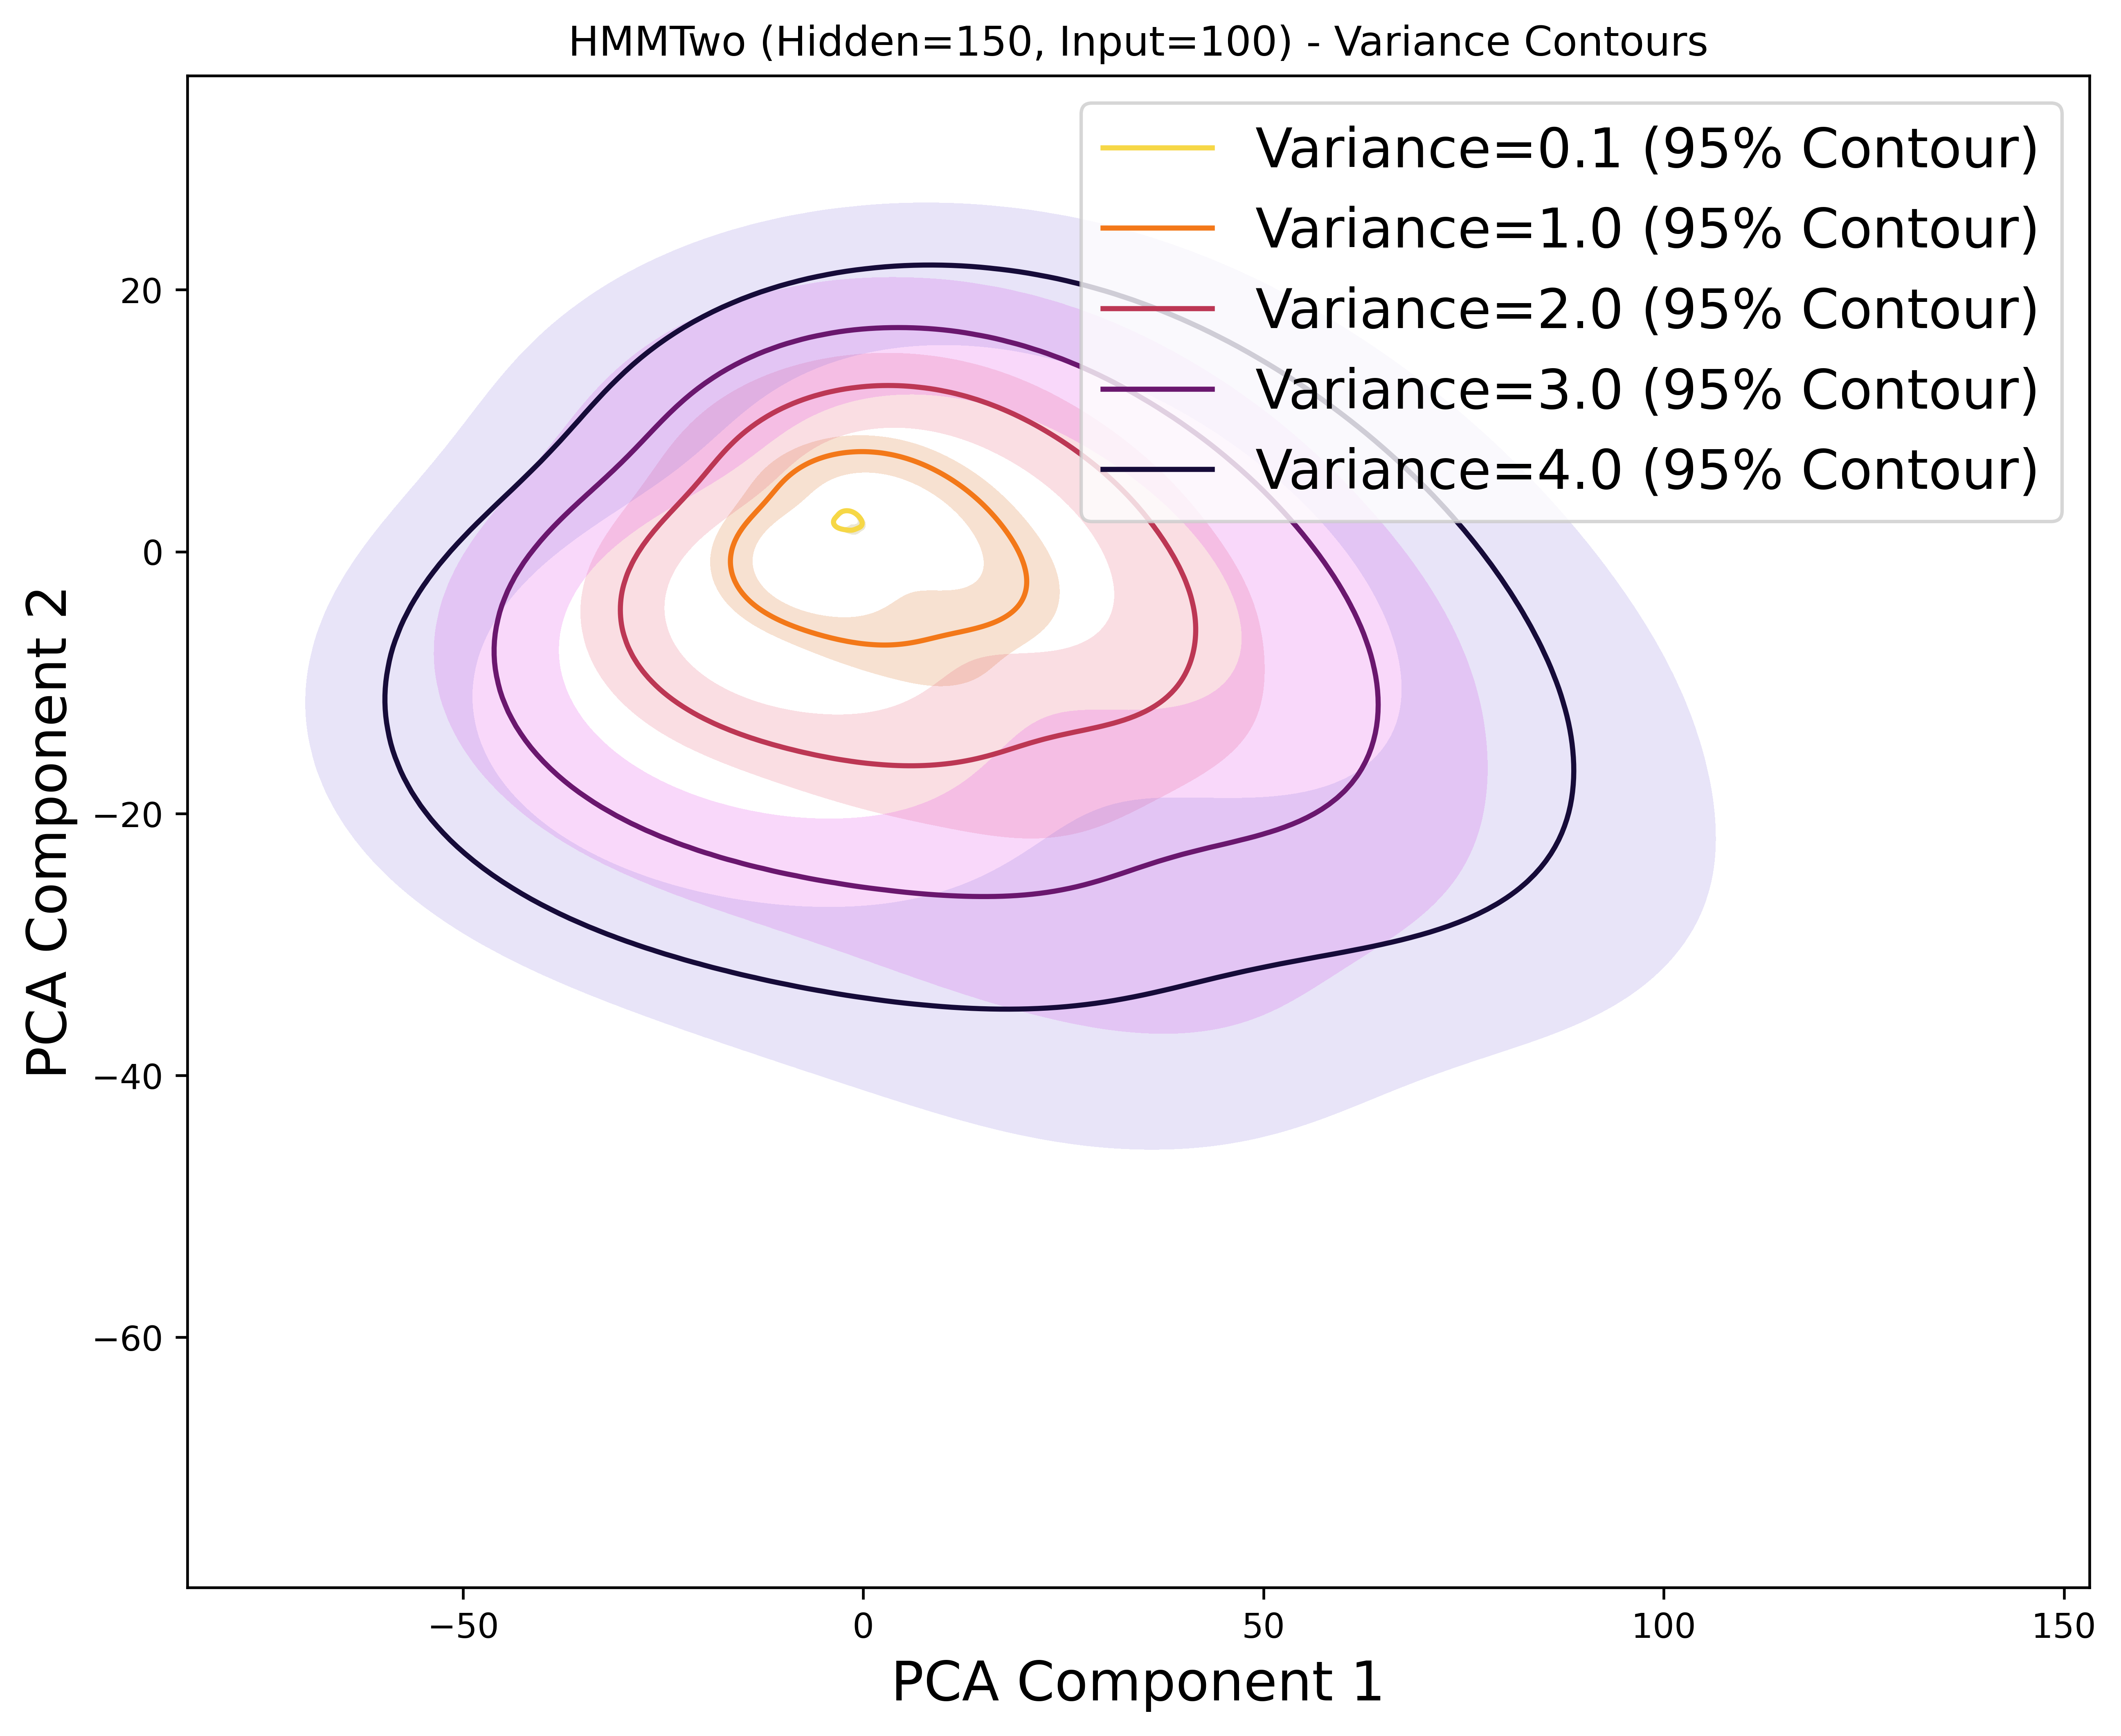 HMMTwo (Hidden=150, Input=100) - Variance Contours
Variance=0.1 (95% Contour)
Variance=1.0 (95% Contour)
Variance=2.0 (95% Contour)
Variance=3.0 (95% Contour)
Variance=4.0 (95% Contour)
PCA Component 2
20
0
−20
−40
−60
−50
0
50
100
150
PCA Component 1